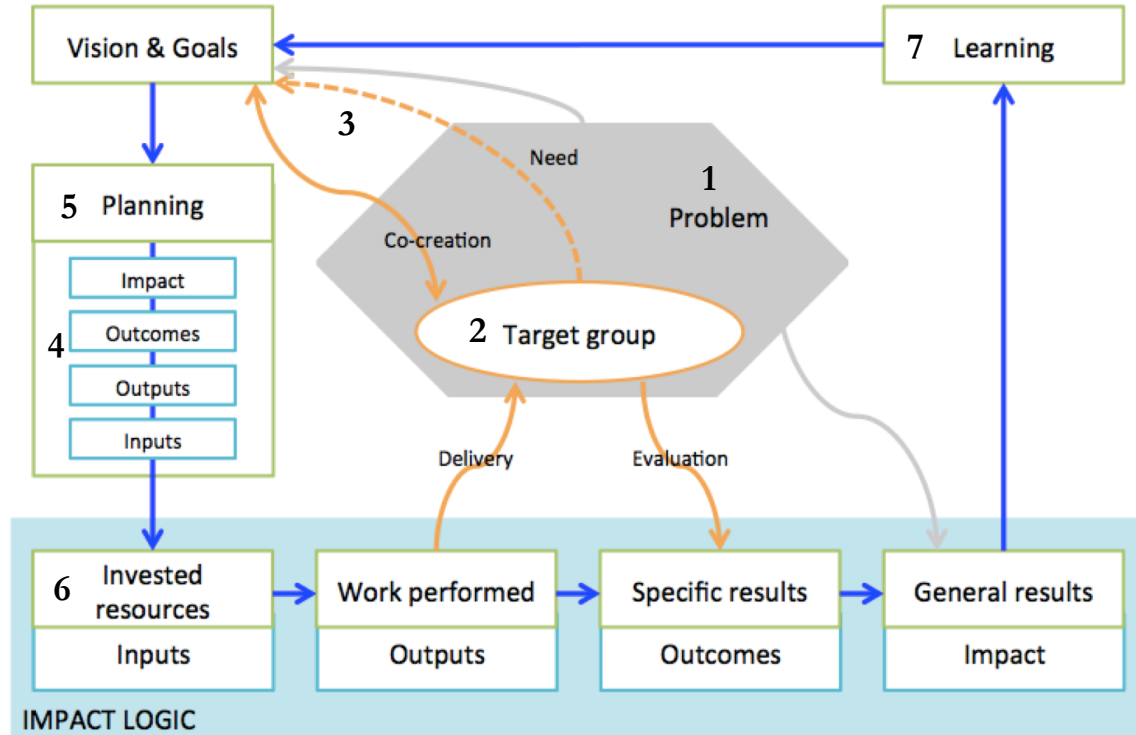 Vision & Goals
7 Learning
3
Need
1
Problem
5 Planning
Co-creation
Impact
4
Outcomes
2 Target group
Outputs
Inputs
Delivery
Evaluation
6 Invested
resources
Work performed
Specific results
General results
Inputs
Outputs
Outcomes
Impact
IMPACT LOGIC